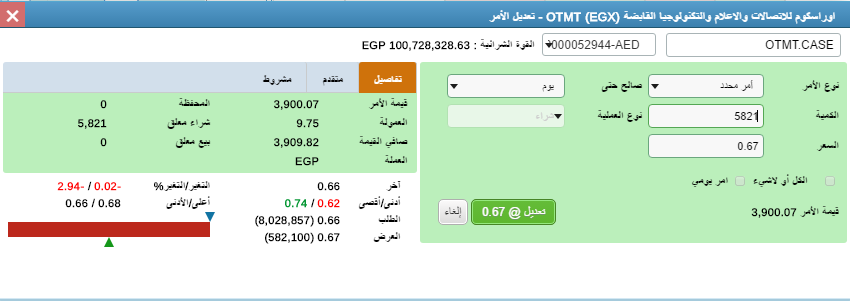 اوراسكوم للاتصالات والاعلام والتكنولوجيا القابضة OTMT (EGX) - تعديل الأمر
OTMT.CASE
000052944-AED
القوة الشرائية : EGP 100,728,328.63
نوع الأمر أمر محدد صالح حتى يوم
الكمية 5821 نوع العملية شراء
السعر 0.67
الكل أو لاشيء امر يومي
قيمة الأمر 3,900.07
تعديل @ 0.67
إلغاء
تفاصيل متقدم مشروط
قيمة الأمر 3,900.07 المحفظة 0
العمولة 9.75 شراء معلق 5,821
صافي القيمة 3,909.82 بيع معلق 0
العملة EGP
آخر 0.66 التغير/التغير% -0.02 / -2.94
أدنى/أقصى 0.62 / 0.74 أعلى/الأدنى 0.68 / 0.66
الطلب 0.66 (8,028,857)
العرض 0.67 (582,100)